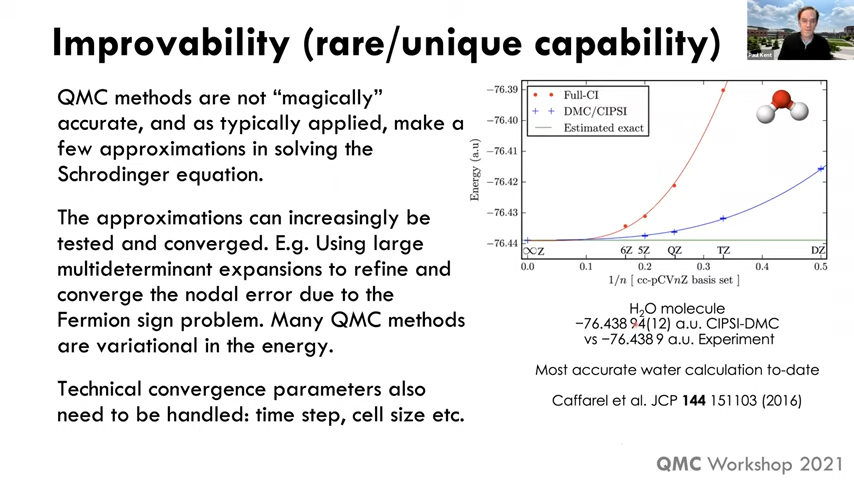 Improvability (rare/unique capability)
Paul Kent
QMC methods are not “magically”
accurate, and as typically applied, make a
few approximations in solving the
Schrodinger equation.
The approximations can increasingly be
tested and converged. E.g. Using large
multideterminant expansions to refine and
converge the nodal error due to the
Fermion sign problem. Many QMC methods
are variational in the energy.
Technical convergence parameters also
need to be handled: time step, cell size etc.
Energy (a.u)
−76.39
−76.40
−76.41
−76.42
−76.43
−76.44
Full-CI
DMC/CIPSI
Estimated exact
∞Z 6Z 5Z QZ TZ DZ
0.0 0.1 0.2 0.3 0.4 0.5
1/n [ cc-pCVnZ basis set ]
H₂O molecule
−76.438 94(12) a.u. CIPSI-DMC
vs −76.438 9 a.u. Experiment
Most accurate water calculation to-date
Caffarel et al. JCP 144 151103 (2016)
QMC Workshop 2021